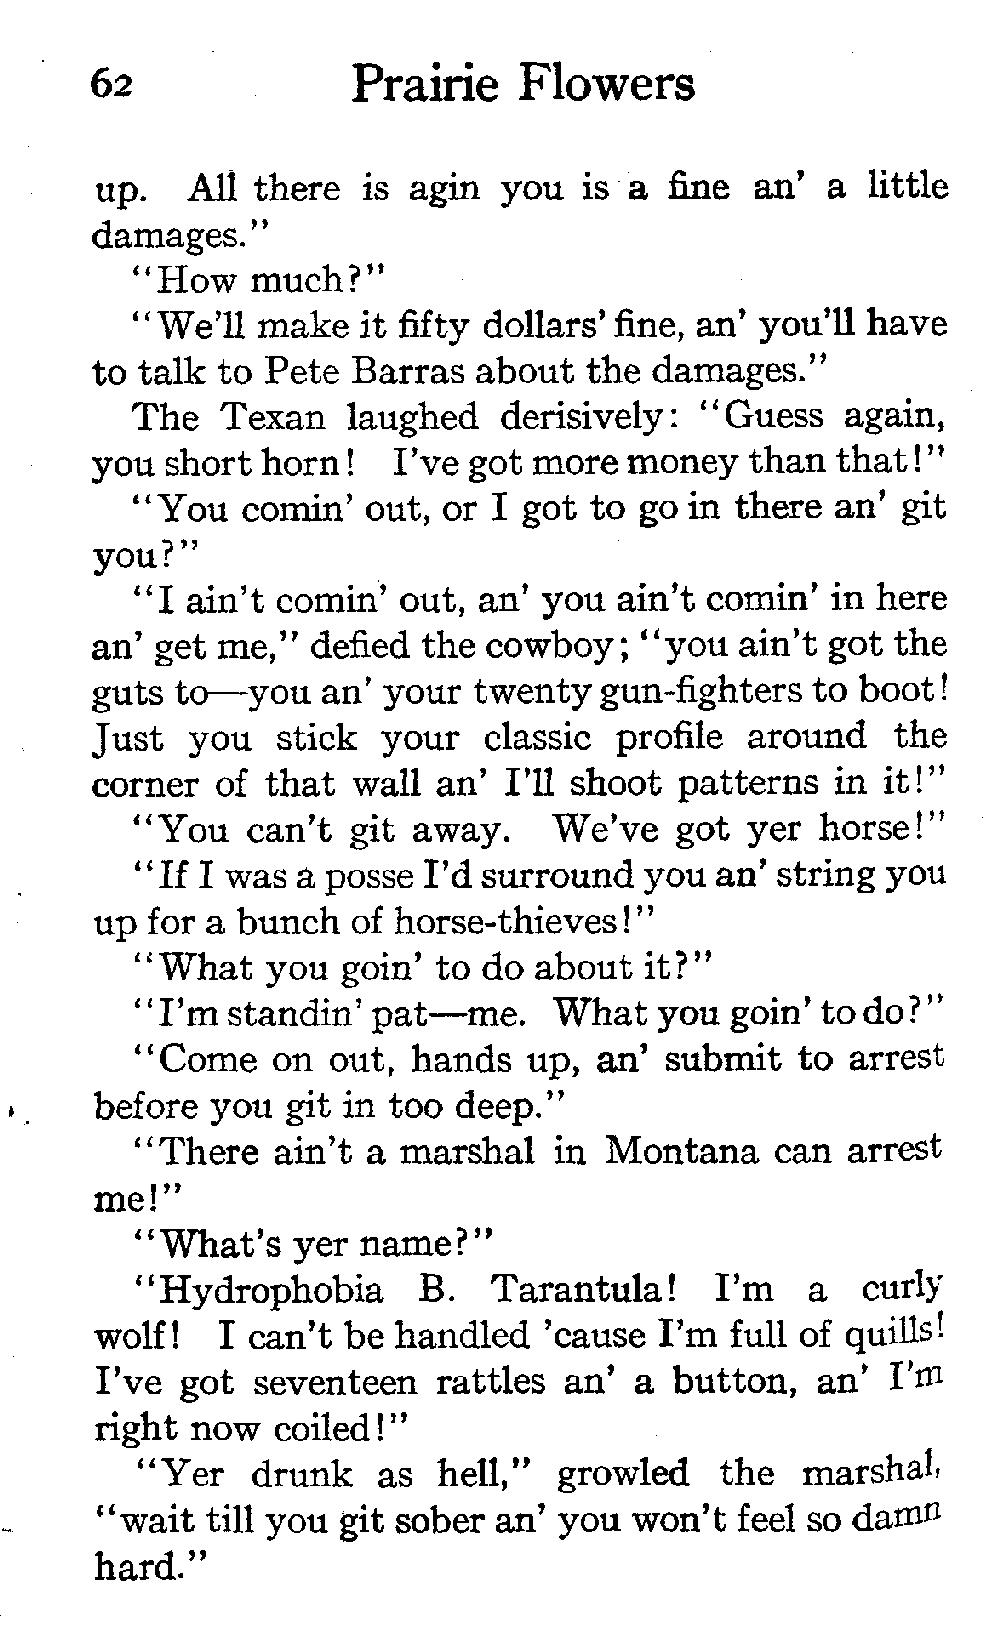 62 Prairie Flowers
up. All there is agin you is a fine an' a little
damages."
"How much?"
"We'll make it fifty dollars' fine, an' you'll have
to talk to Pete Barras about the damages."
The Texan laughed derisively: "Guess again,
you short horn! I've got more money than that!"
"You comin' out, or I got to go in there an' git
you?"
"I ain't comin' out, an' you ain't comin' in here
an' get me," defied the cowboy; "you ain't got the
guts to—you an' your twenty gun-fighters to boot!
Just you stick your classic profile around the
corner of that wall an' I'll shoot patterns in it!"
"You can't git away. We've got yer horse!"
"If I was a posse I'd surround you an' string you
up for a bunch of horse-thieves!"
"What you goin' to do about it?"
"I'm standin' pat—me. What you goin' to do?"
"Come on out, hands up, an' submit to arrest
before you git in too deep."
"There ain't a marshal in Montana can arrest
me!"
"What's yer name?"
"Hydrophobia B. Tarantula! I'm a curly
wolf! I can't be handled 'cause I'm full of quills!
I've got seventeen rattles an' a button, an' I'm
right now coiled!"
"Yer drunk as hell," growled the marshal,
"wait till you git sober an' you won't feel so damn
hard."